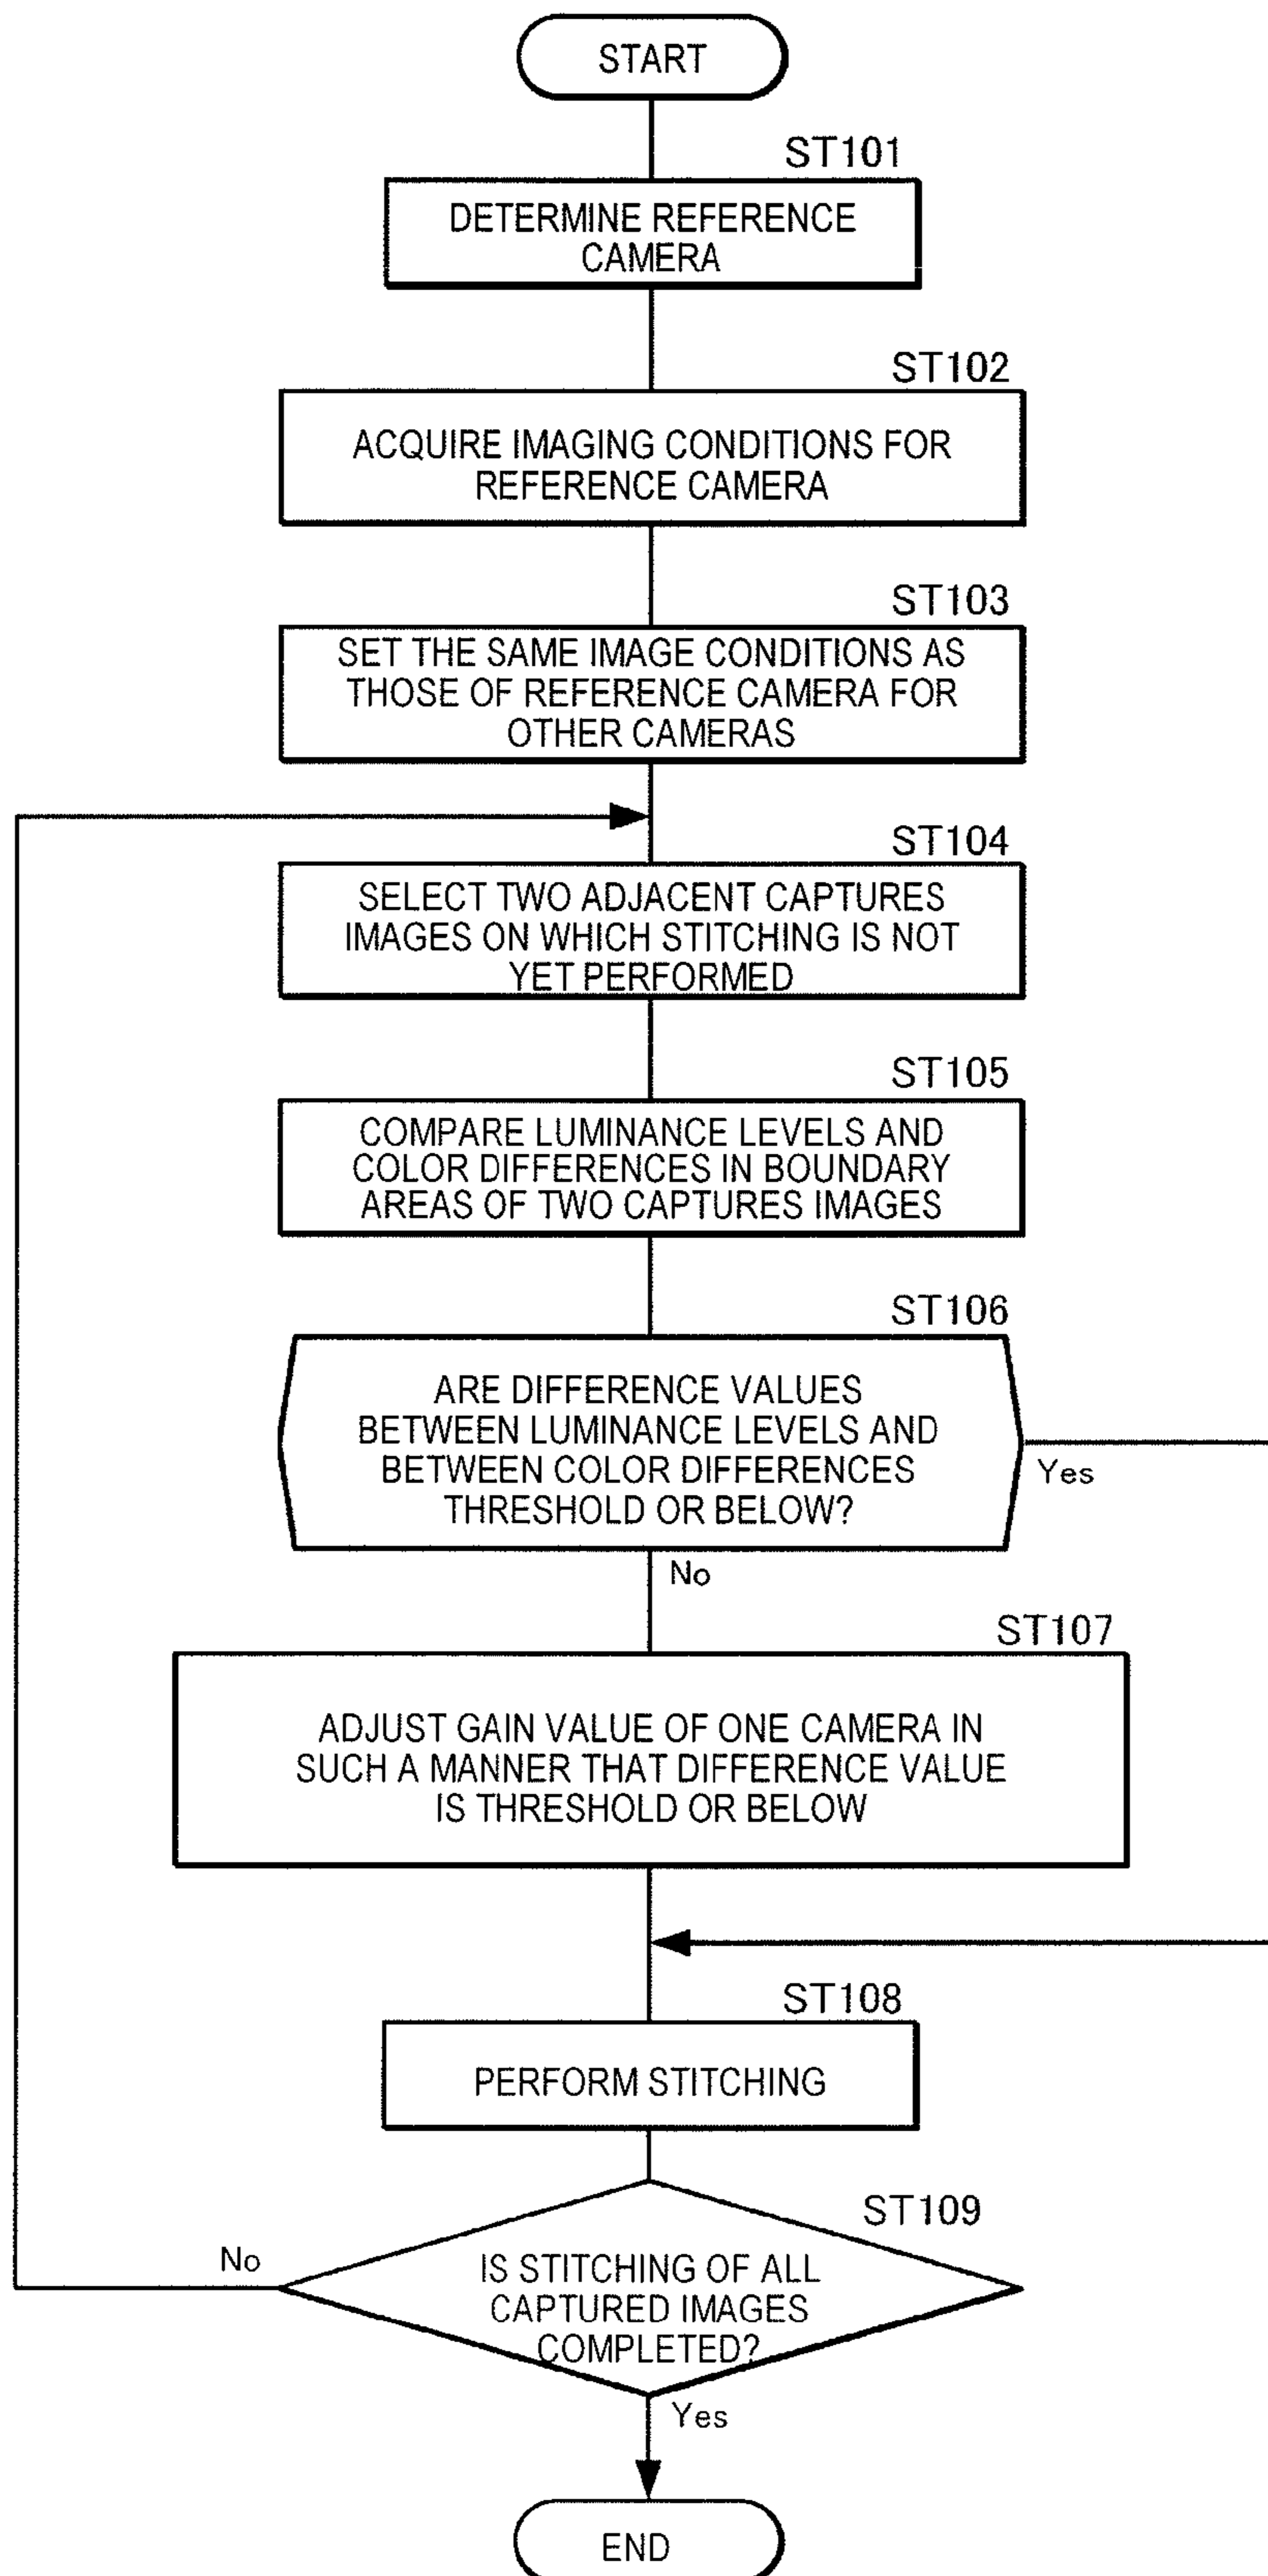 START
ST101
DETERMINE REFERENCE
CAMERA
ST102
ACQUIRE IMAGING CONDITIONS FOR
REFERENCE CAMERA
ST103
SET THE SAME IMAGE CONDITIONS AS
THOSE OF REFERENCE CAMERA FOR
OTHER CAMERAS
ST104
SELECT TWO ADJACENT CAPTURES
IMAGES ON WHICH STITCHING IS NOT
YET PERFORMED
ST105
COMPARE LUMINANCE LEVELS AND
COLOR DIFFERENCES IN BOUNDARY
AREAS OF TWO CAPTURES IMAGES
ST106
ARE DIFFERENCE VALUES
BETWEEN LUMINANCE LEVELS AND
BETWEEN COLOR DIFFERENCES
THRESHOLD OR BELOW?
Yes
No
ST107
ADJUST GAIN VALUE OF ONE CAMERA IN
SUCH A MANNER THAT DIFFERENCE VALUE
IS THRESHOLD OR BELOW
ST108
PERFORM STITCHING
ST109
No
IS STITCHING OF ALL
CAPTURED IMAGES
COMPLETED?
Yes
END